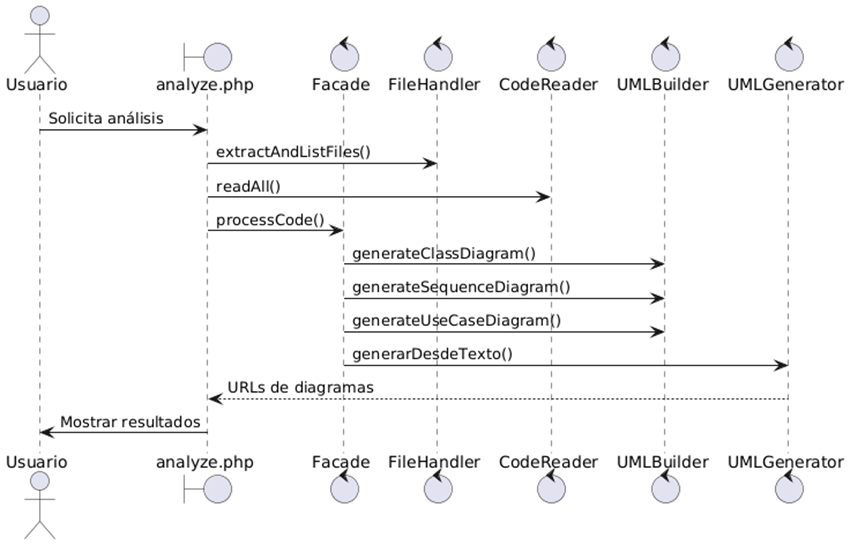 Usuario
analyze.php
Facade
FileHandler
CodeReader
UMLBuilder
UMLGenerator
Solicita análisis
extractAndListFiles()
readAll()
processCode()
generateClassDiagram()
generateSequenceDiagram()
generateUseCaseDiagram()
generarDesdeTexto()
URLs de diagramas
Mostrar resultados
Usuario
analyze.php
Facade
FileHandler
CodeReader
UMLBuilder
UMLGenerator